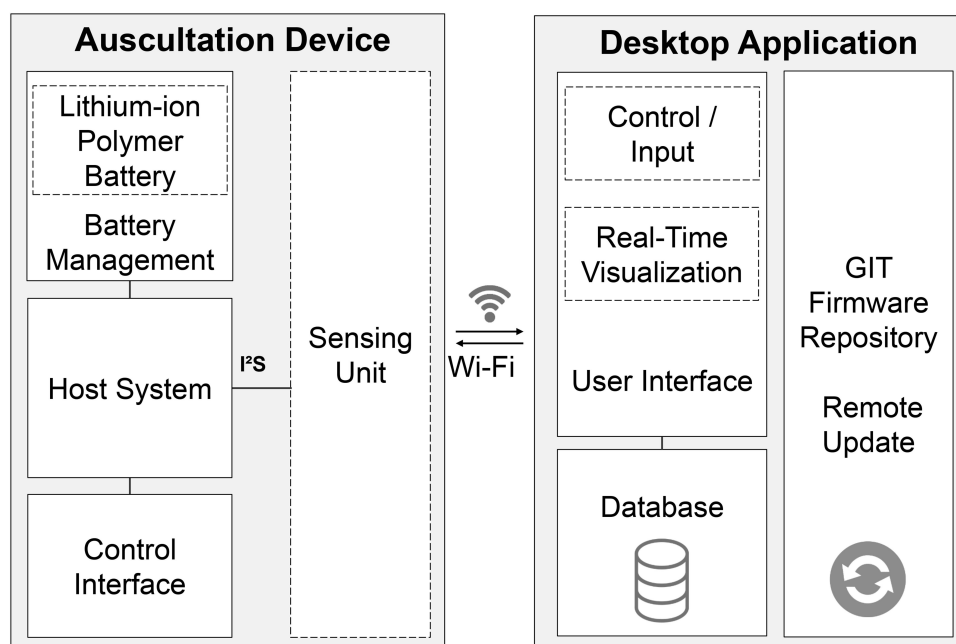 Auscultation Device
Lithium-ion
Polymer
Battery
Battery
Management
Host System
I²S
Control
Interface
Sensing
Unit
Wi-Fi
Desktop Application
Control /
Input
Real-Time
Visualization
User Interface
Database
GIT
Firmware
Repository
Remote
Update